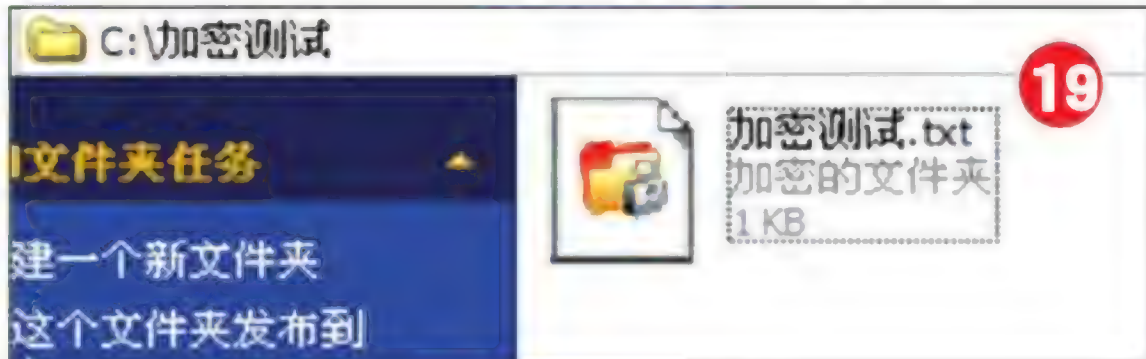 C:\加密测试
19
加密测试.txt
加密的文件夹
1 KB
文件夹任务
建一个新文件夹
这个文件夹发布到